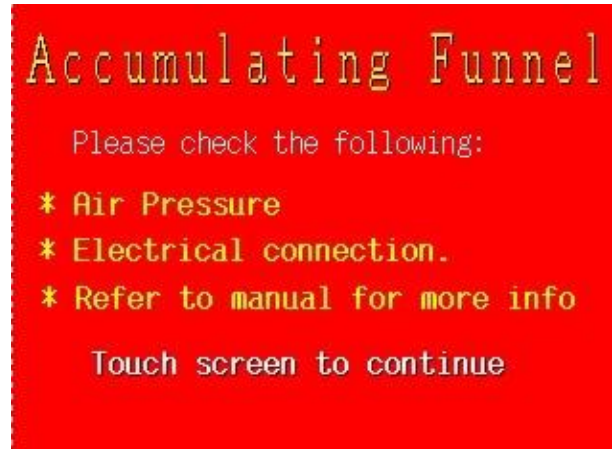 Accumulating Funnel
Please check the following:
* Air Pressure
* Electrical connection.
* Refer to manual for more info
Touch screen to continue